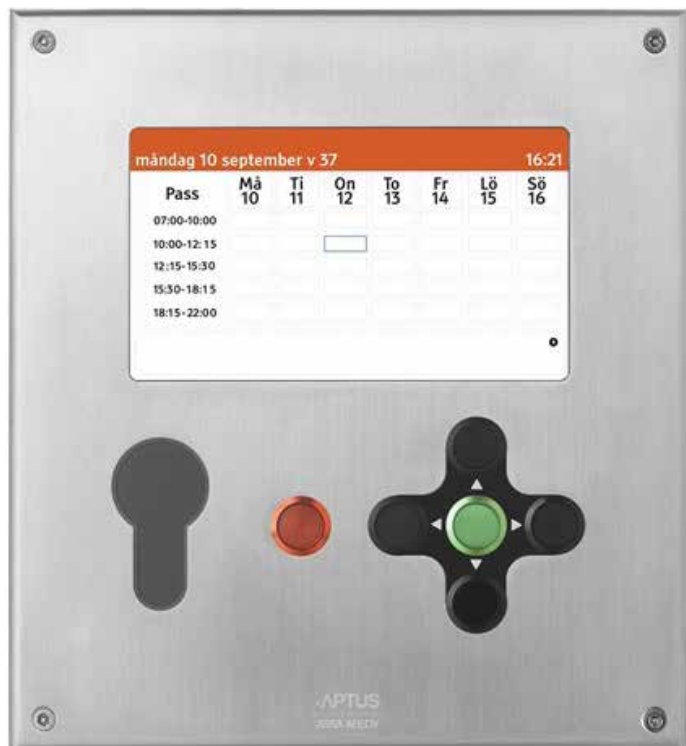 måndag 10 september v 37 16:21
Pass Må 10 Ti 11 On 12 To 13 Fr 14 Lö 15 Sö 16
07:00-10:00
10:00-12:15
12:15-15:30
15:30-18:15
18:15-22:00
APTUS
ASSA ABLOY